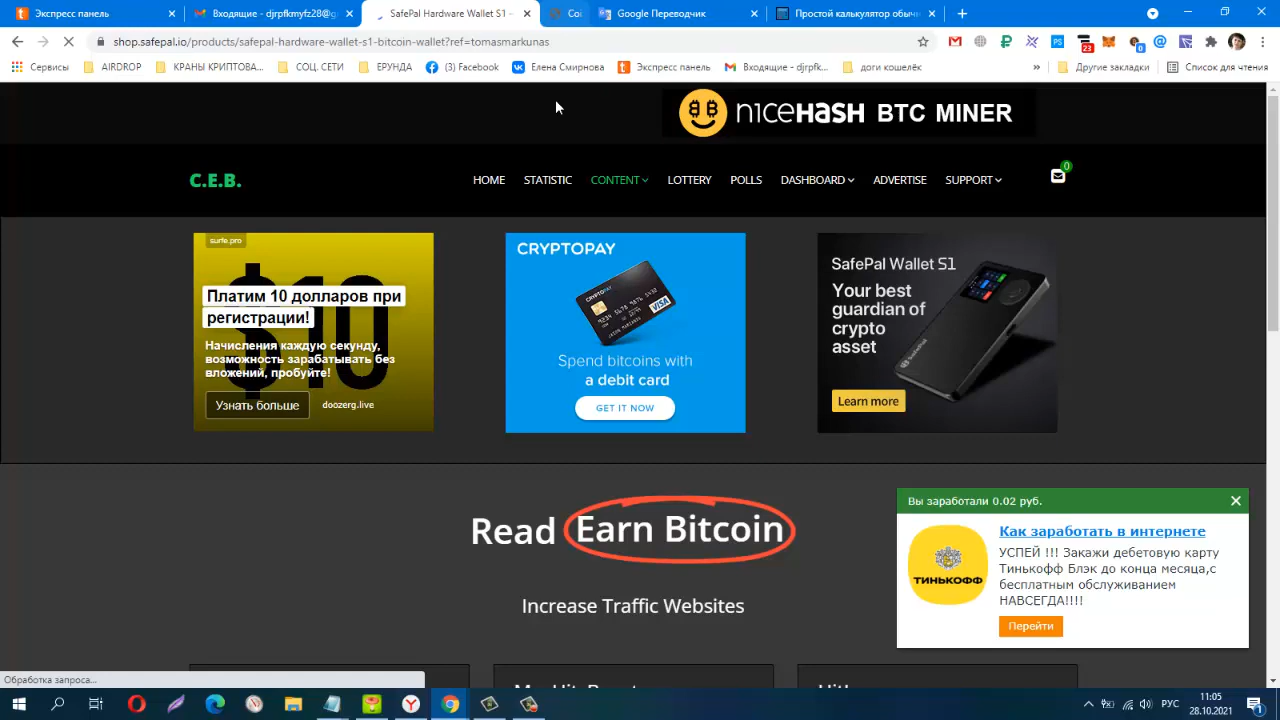 Экспресс панель
Входящие - djrpfkmyfz28@g
SafePal Hardware Wallet S1 –
Coi
Google Переводчик
Простой калькулятор обычн
shop.safepal.io/products/safepal-hardware-wallet-s1-bitcoin-wallet?ref=tomasmarkunas
23
0
Сервисы
AIRDROP
КРАНЫ КРИПТОВА...
СОЦ. СЕТИ
ЕРУНДА
(3) Facebook
Елена Смирнова
Экспресс панель
Входящие - djrpfk...
доги кошелёк
»
Другие закладки
Список для чтения
nicehash BTC MINER
C.E.B.
HOME
STATISTIC
CONTENT
LOTTERY
POLLS
DASHBOARD
ADVERTISE
SUPPORT
0
surfe.pro
$10
Платим 10 долларов при
регистрации!
Начисления каждую секунду,
возможность зарабатывать без
вложений, пробуйте!
Узнать больше
doozerg.live
CRYPTOPAY
VISA
Spend bitcoins with
a debit card
GET IT NOW
SafePal Wallet S1
Your best
guardian of
crypto
asset
Learn more
Read Earn Bitcoin
Increase Traffic Websites
Вы заработали 0.02 руб.
ТИНЬКОФФ
Как заработать в интернете
УСПЕЙ !!! Закажи дебетовую карту
Тинькофф Блэк до конца месяца,с
бесплатным обслуживанием
НАВСЕГДА!!!!
Перейти
Обработка запроса...
РУС
11:05
28.10.2021
1